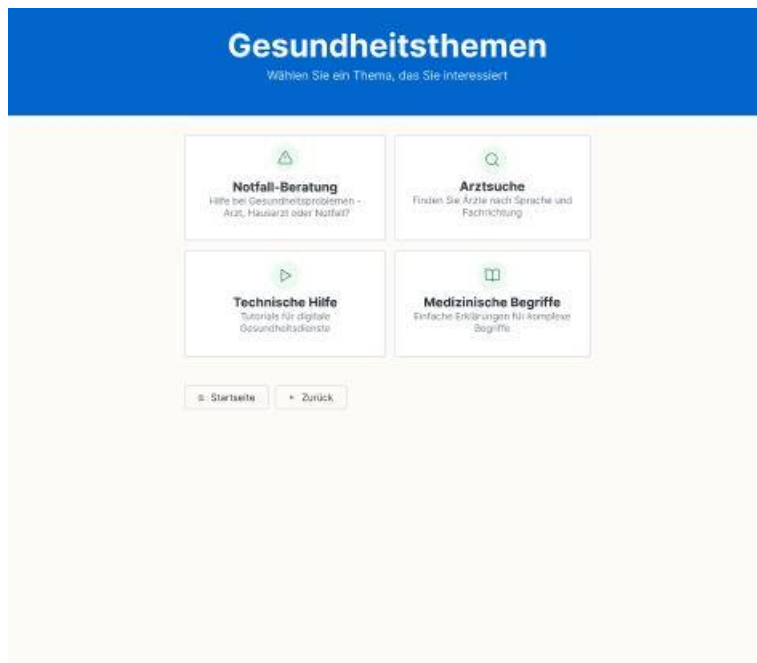 Gesundheitsthemen
Wählen Sie ein Thema, das Sie interessiert
Notfall-Beratung
Hilfe bei Gesundheitsproblemen -
Arzt, Hausarzt oder Notfall?
Arztsuche
Finden Sie Ärzte nach Sprache und
Fachrichtung
Technische Hilfe
Tutorials für digitale
Gesundheitsdienste
Medizinische Begriffe
Einfache Erklärungen für komplexe
Begriffe
Startseite
Zurück